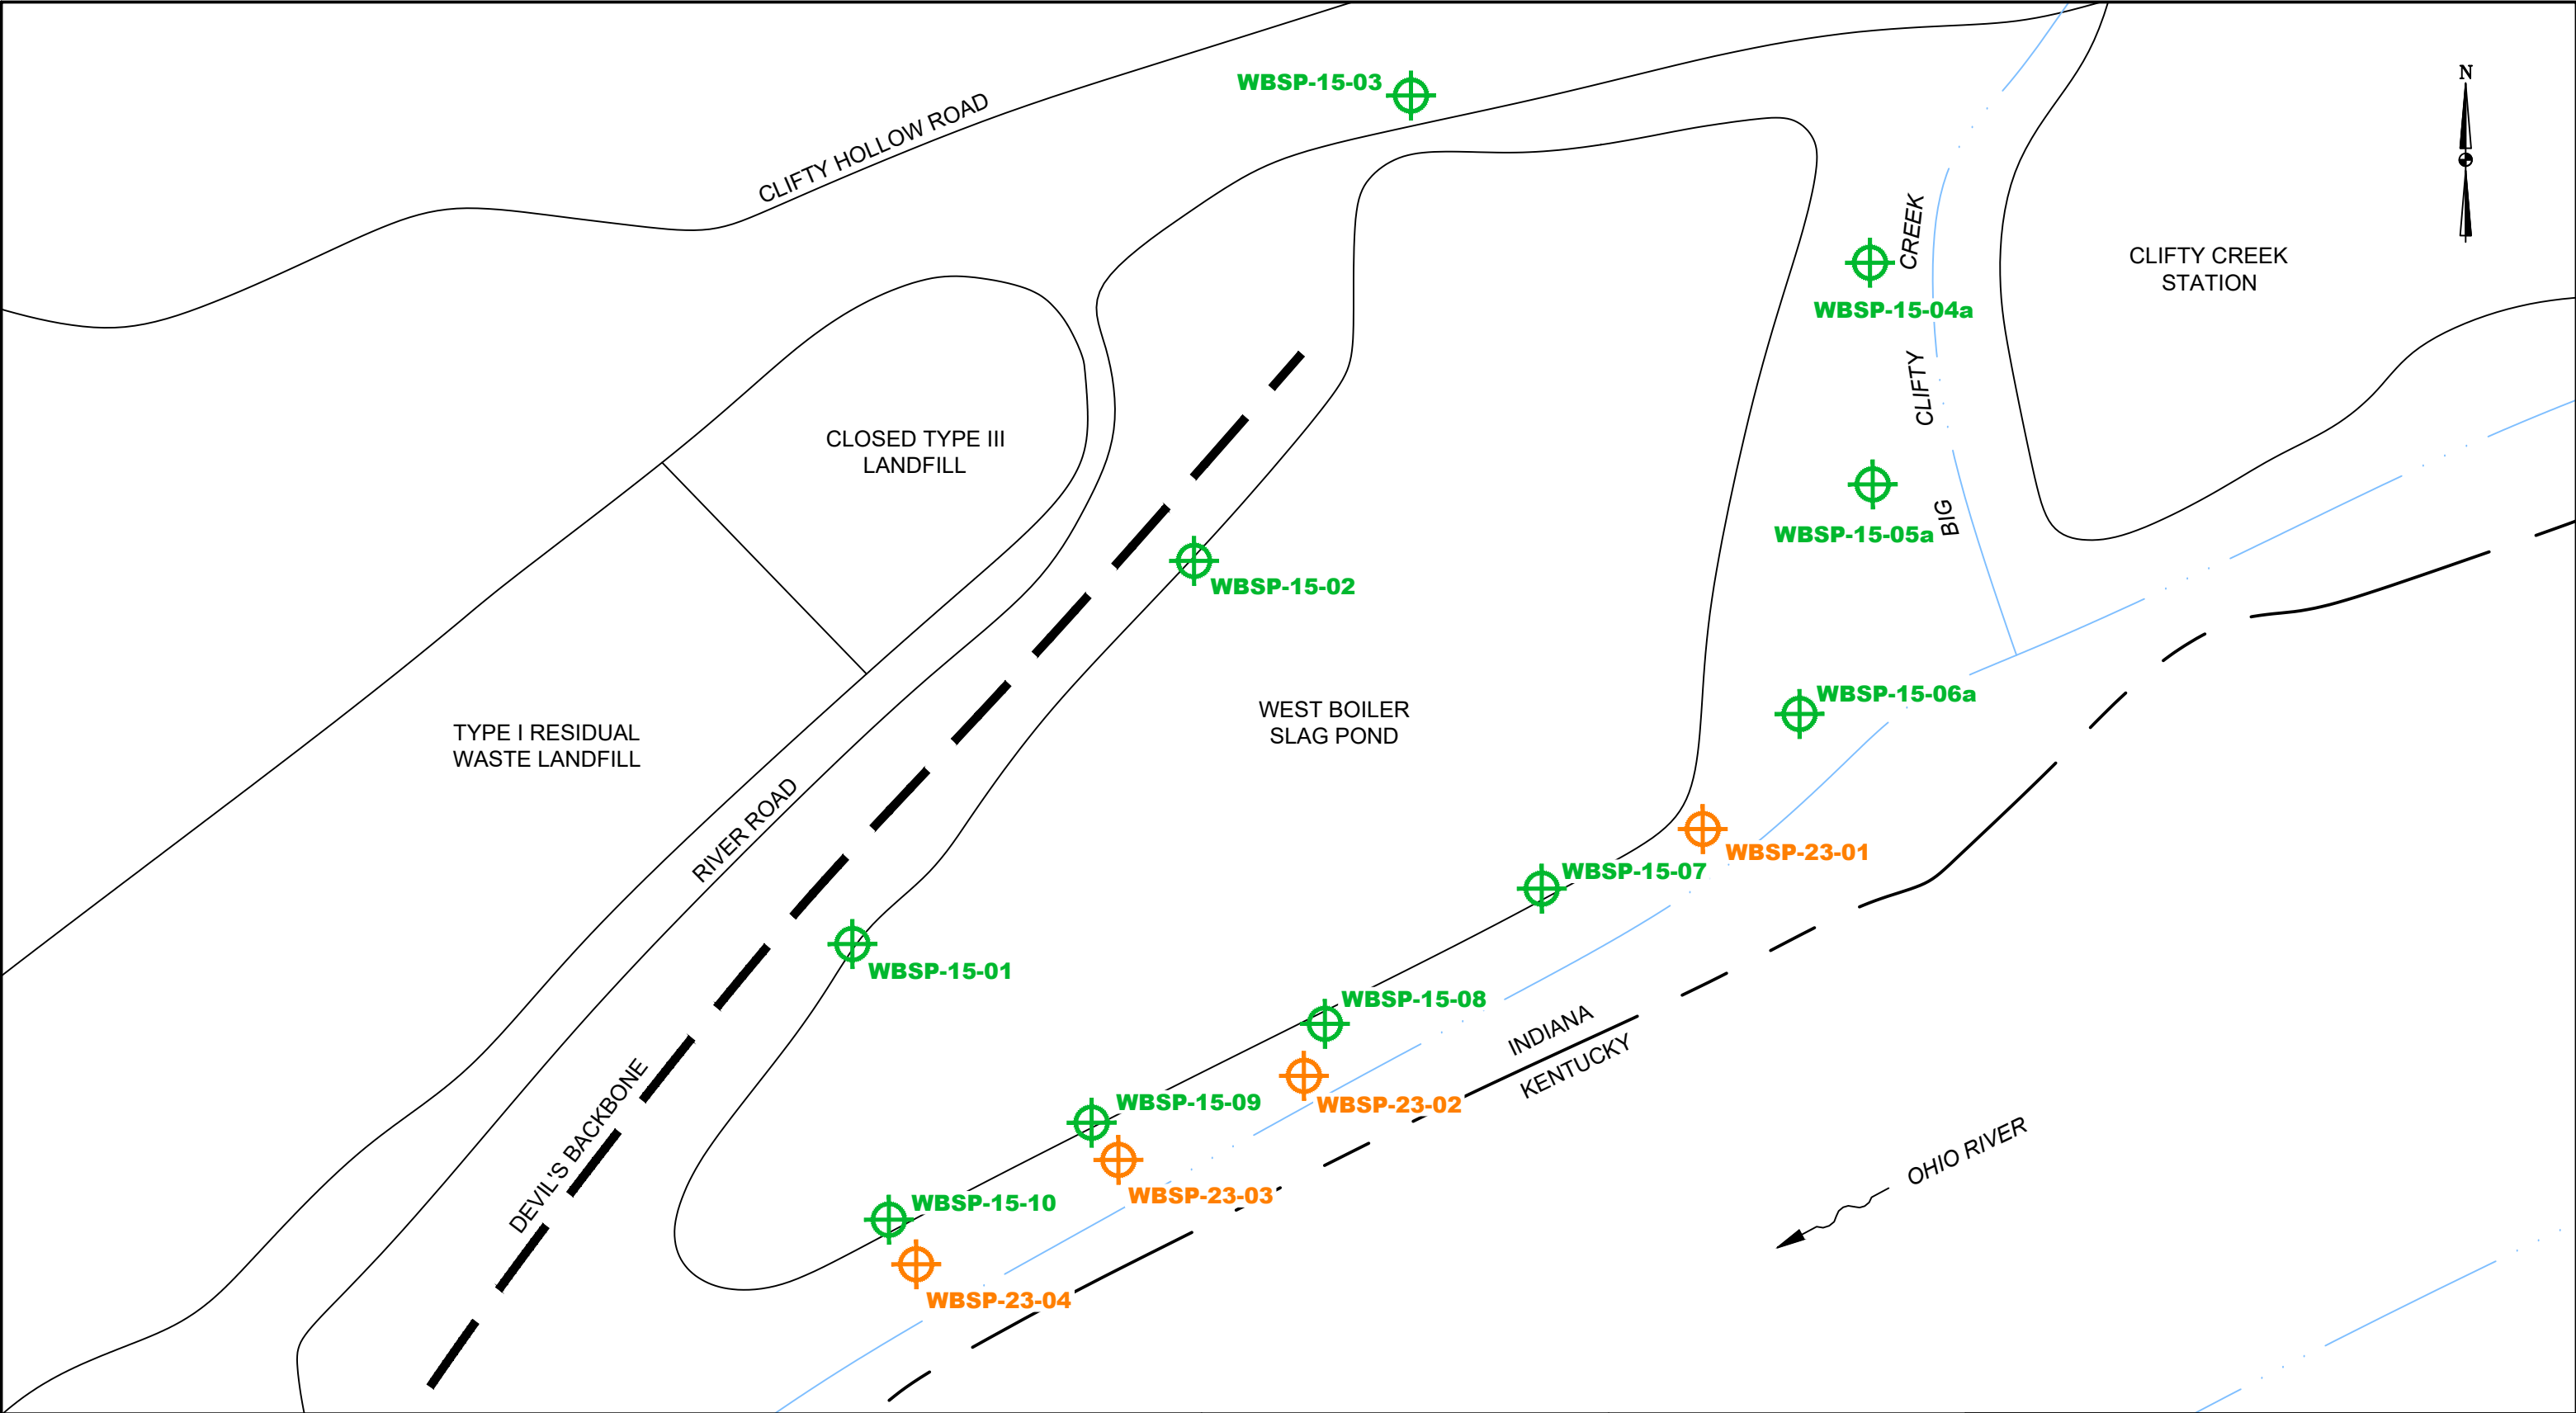 N
WBSP-15-03
CLIFTY HOLLOW ROAD
CREEK
CLIFTY CREEK
STATION
WBSP-15-04a
CLIFTY
CLOSED TYPE III
LANDFILL
BIG
WBSP-15-05a
WBSP-15-02
WBSP-15-06a
WEST BOILER
SLAG POND
TYPE I RESIDUAL
WASTE LANDFILL
RIVER ROAD
WBSP-23-01
WBSP-15-07
WBSP-15-01
WBSP-15-08
INDIANA
KENTUCKY
WBSP-15-09
WBSP-23-02
DEVIL'S BACKBONE
OHIO RIVER
WBSP-23-03
WBSP-15-10
WBSP-23-04